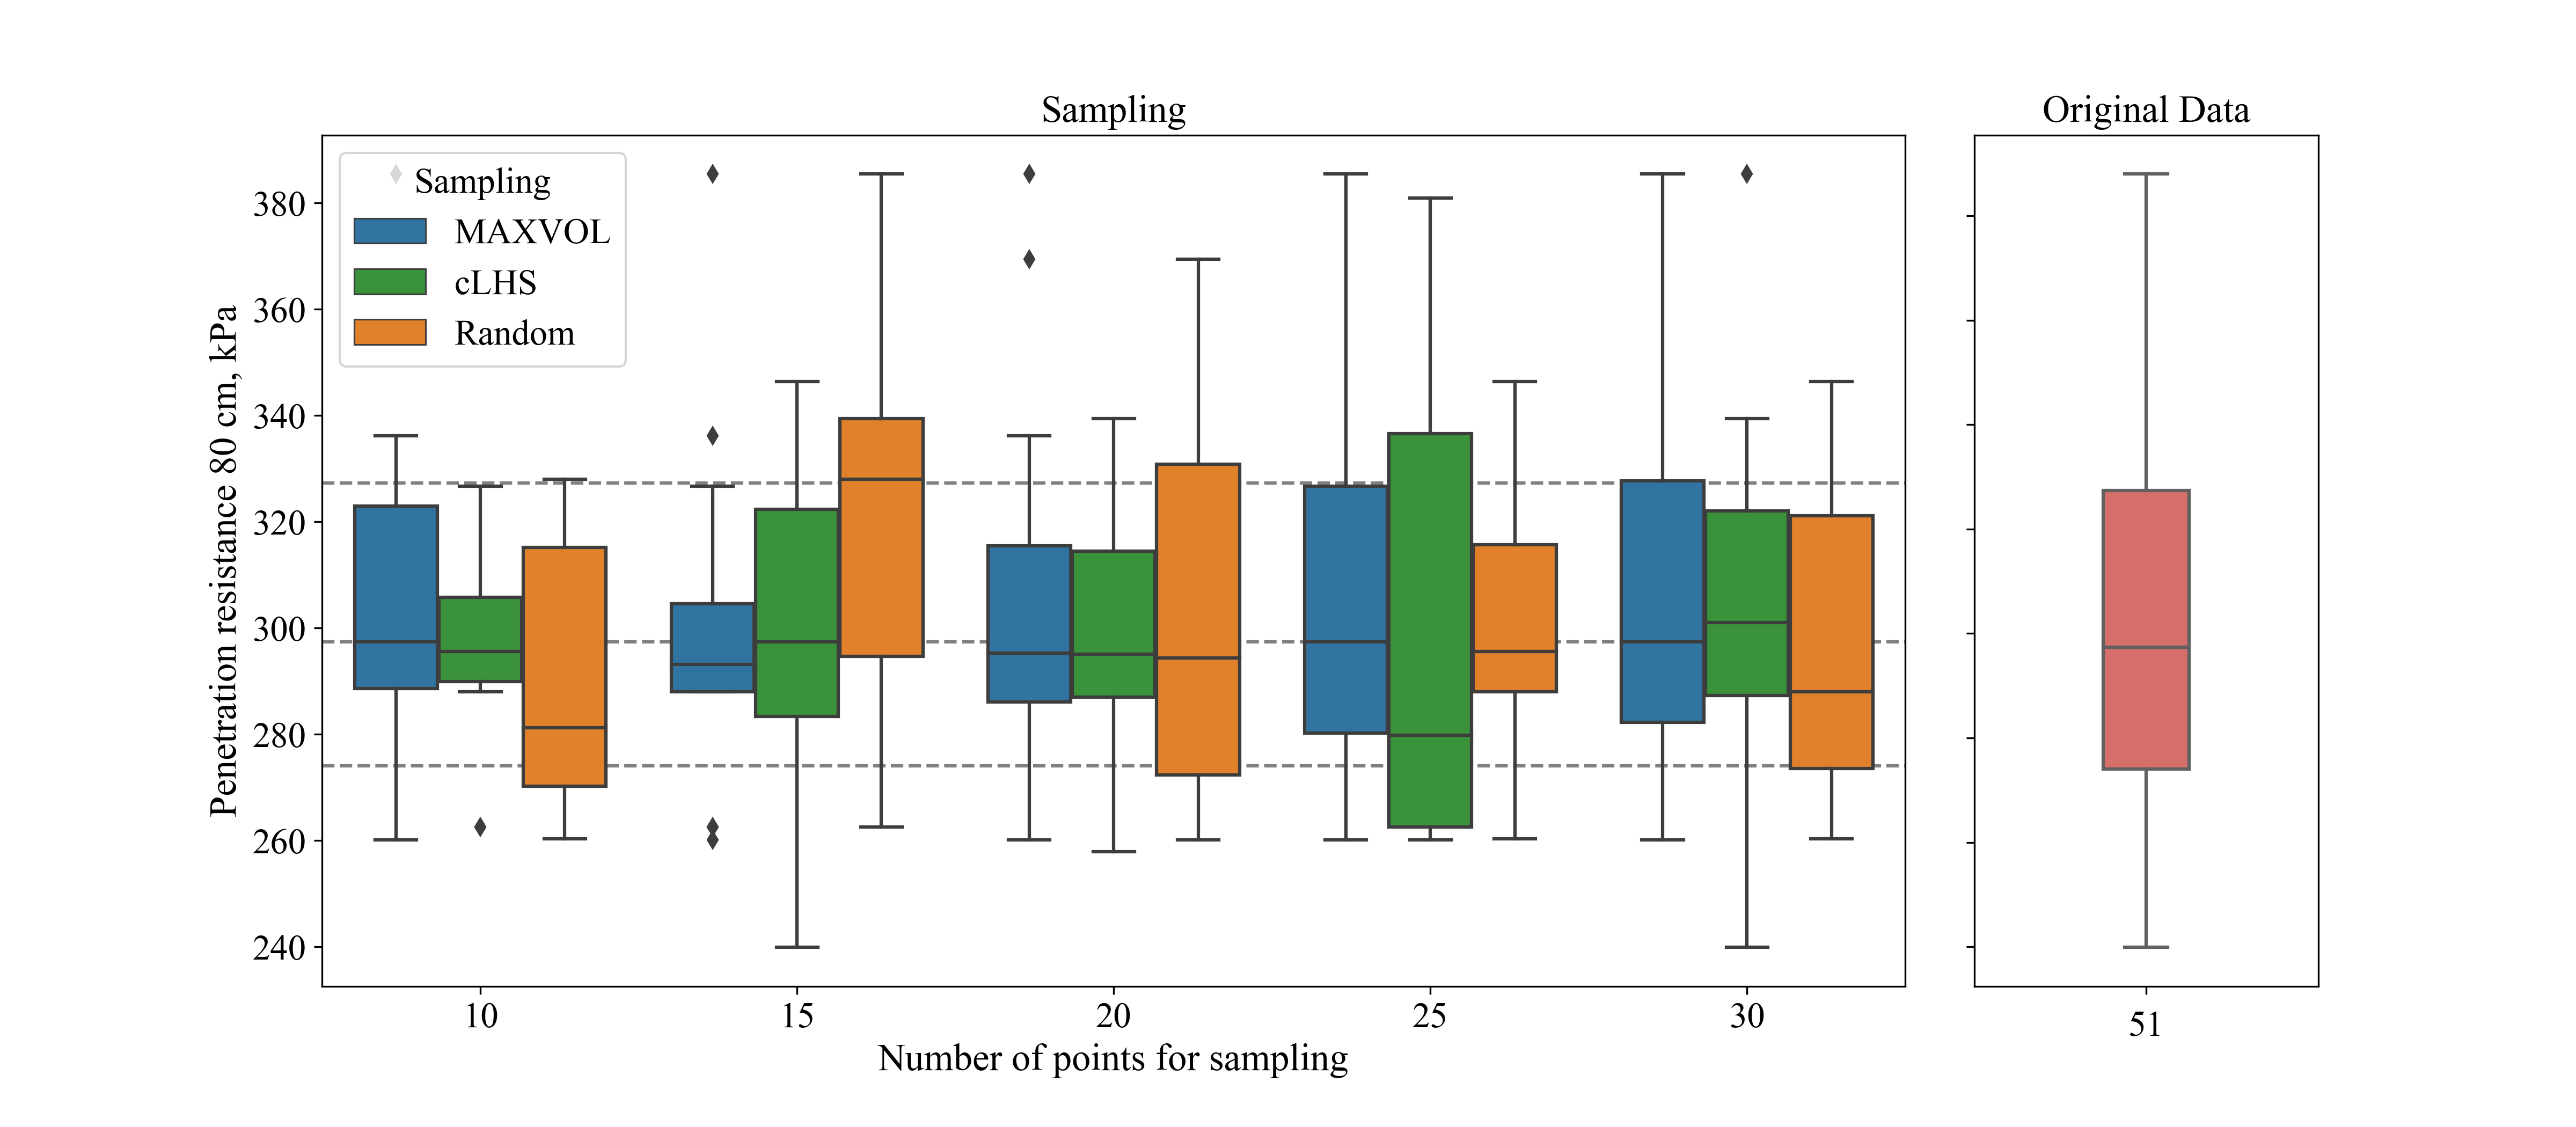 Sampling
Original Data
Sampling
MAXVOL
cLHS
Random
Penetration resistance 80 cm, kPa
380
360
340
320
300
280
260
240
10 15 20 25 30
51
Number of points for sampling